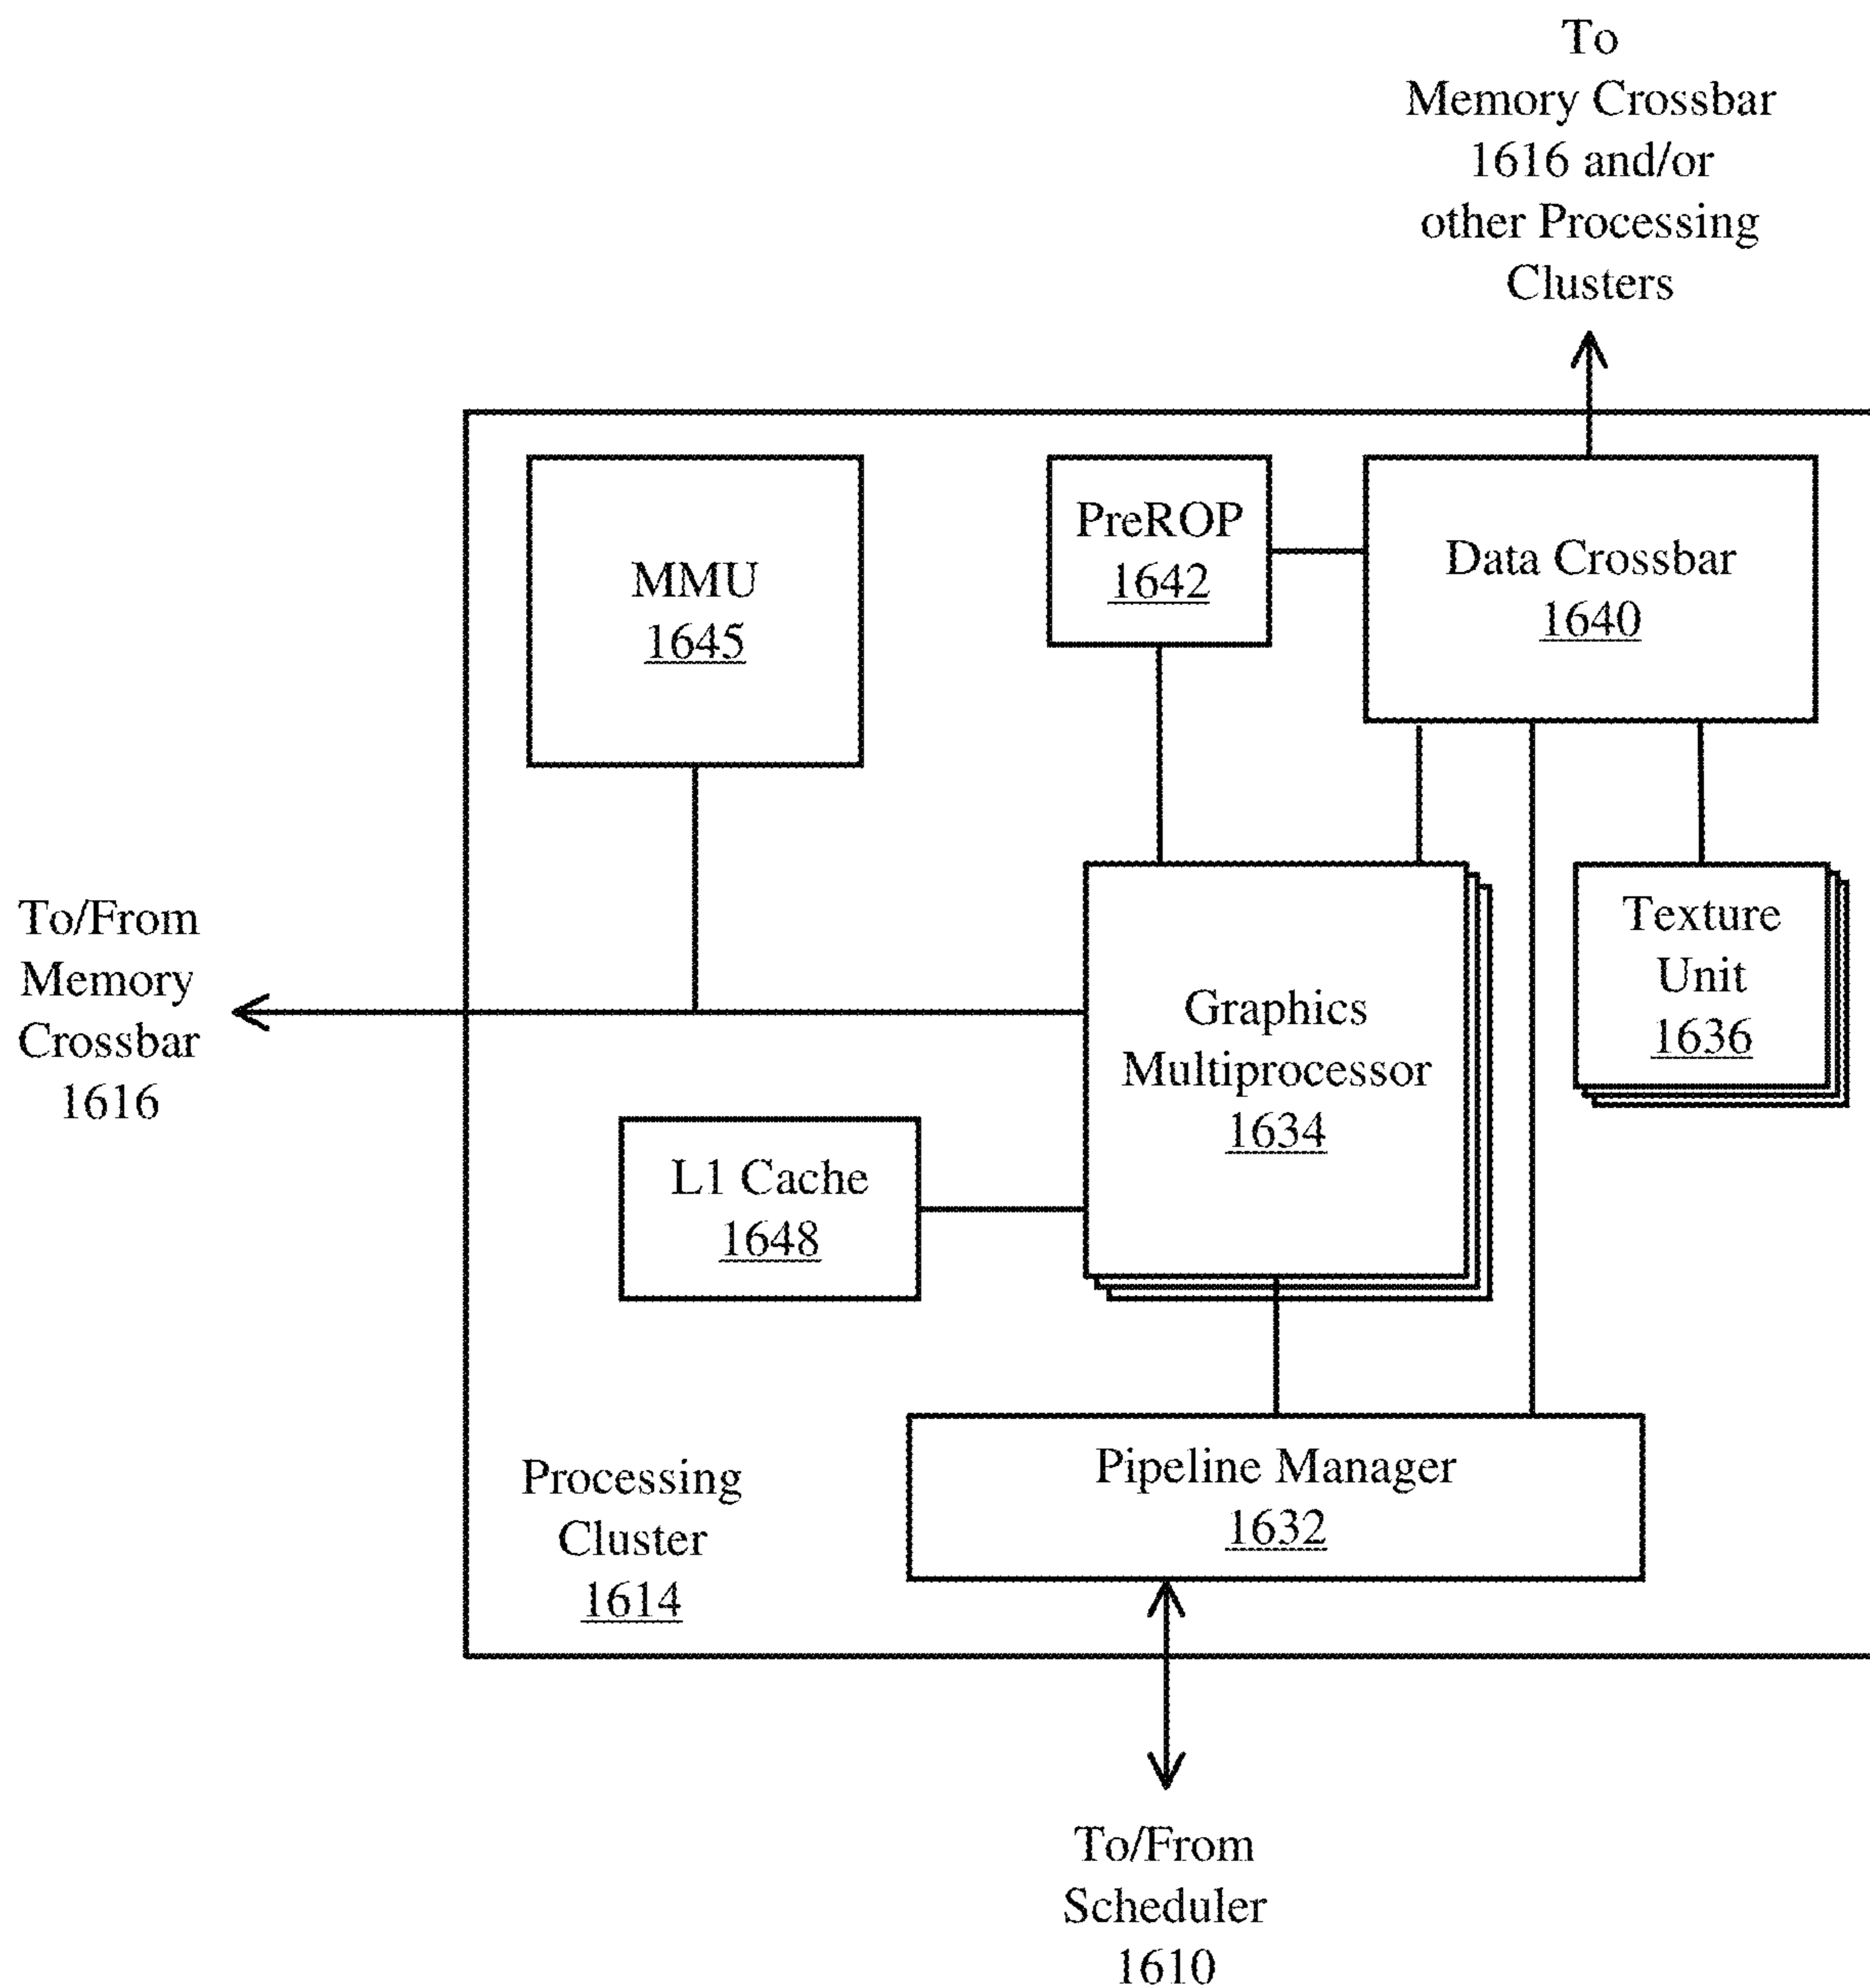 To
Memory Crossbar
1616 and/or
other Processing
Clusters
MMU
1645
PreROP
1642
Data Crossbar
1640
To/From
Memory
Crossbar
1616
Graphics
Multiprocessor
1634
Texture
Unit
1636
L1 Cache
1648
Processing
Cluster
1614
Pipeline Manager
1632
To/From
Scheduler
1610